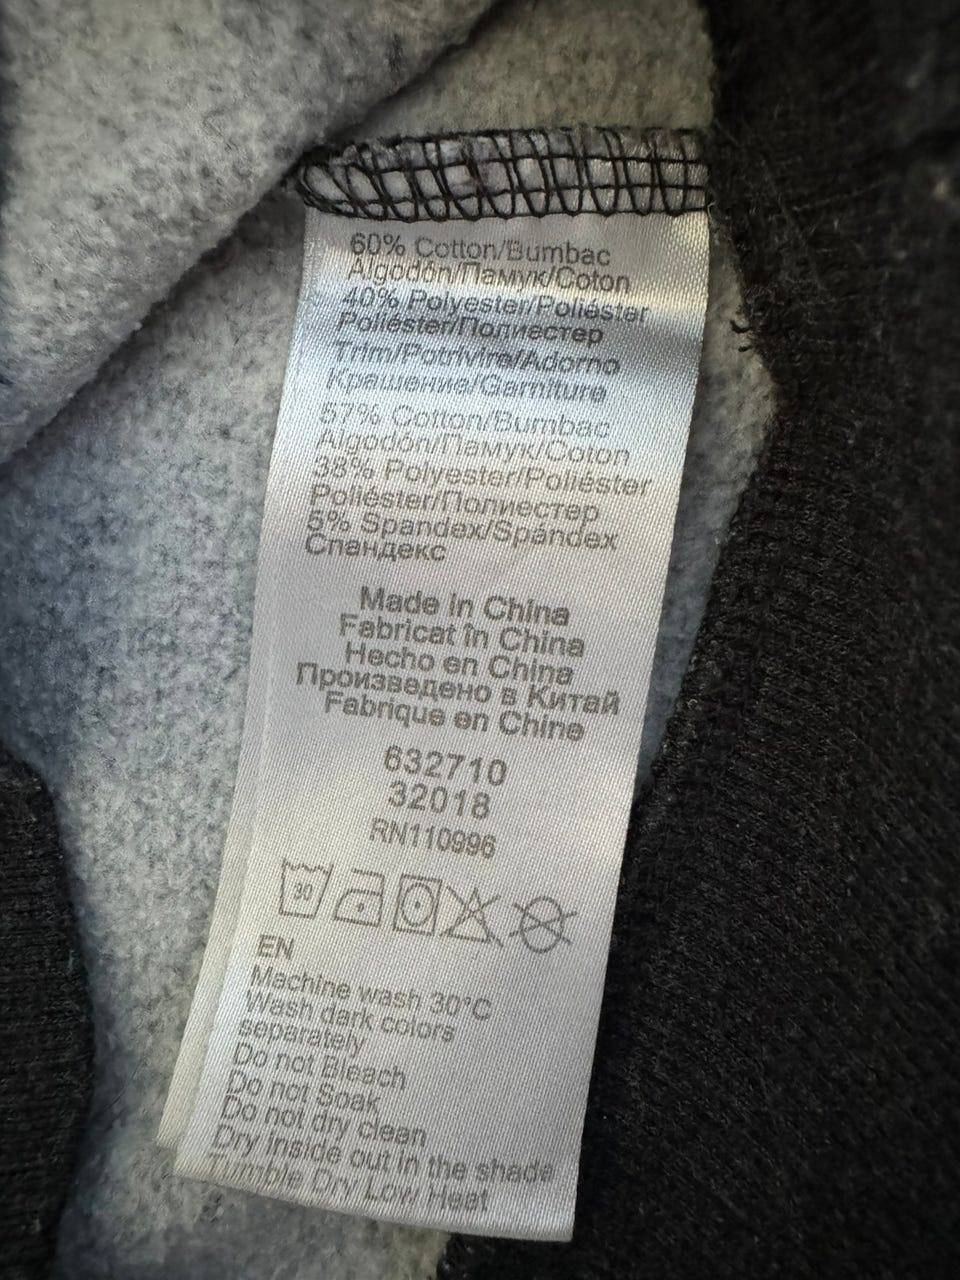 60% Cotton/Bumbac
Algodón/Памук/Coton
40% Polyester/Poliéster
Poliéster/Полиестер
Trim/Potrivire/Adorno
Крашения/Garniture
57% Cotton/Bumbac
Algodón/Памук/Coton
38% Polyester/Poliéster
Poliéster/Полиестер
5% Spandex/Spándex
Спандекс
Made in China
Fabricat în China
Hecho en China
Произведено в Китай
Fabrique en Chine
632710
32018
RN110996
30
EN
Machine wash 30°C
Wash dark colors
separately
Do not Bleach
Do not Soak
Do not dry clean
Dry inside out in the shade
Tumble Dry Low Heat